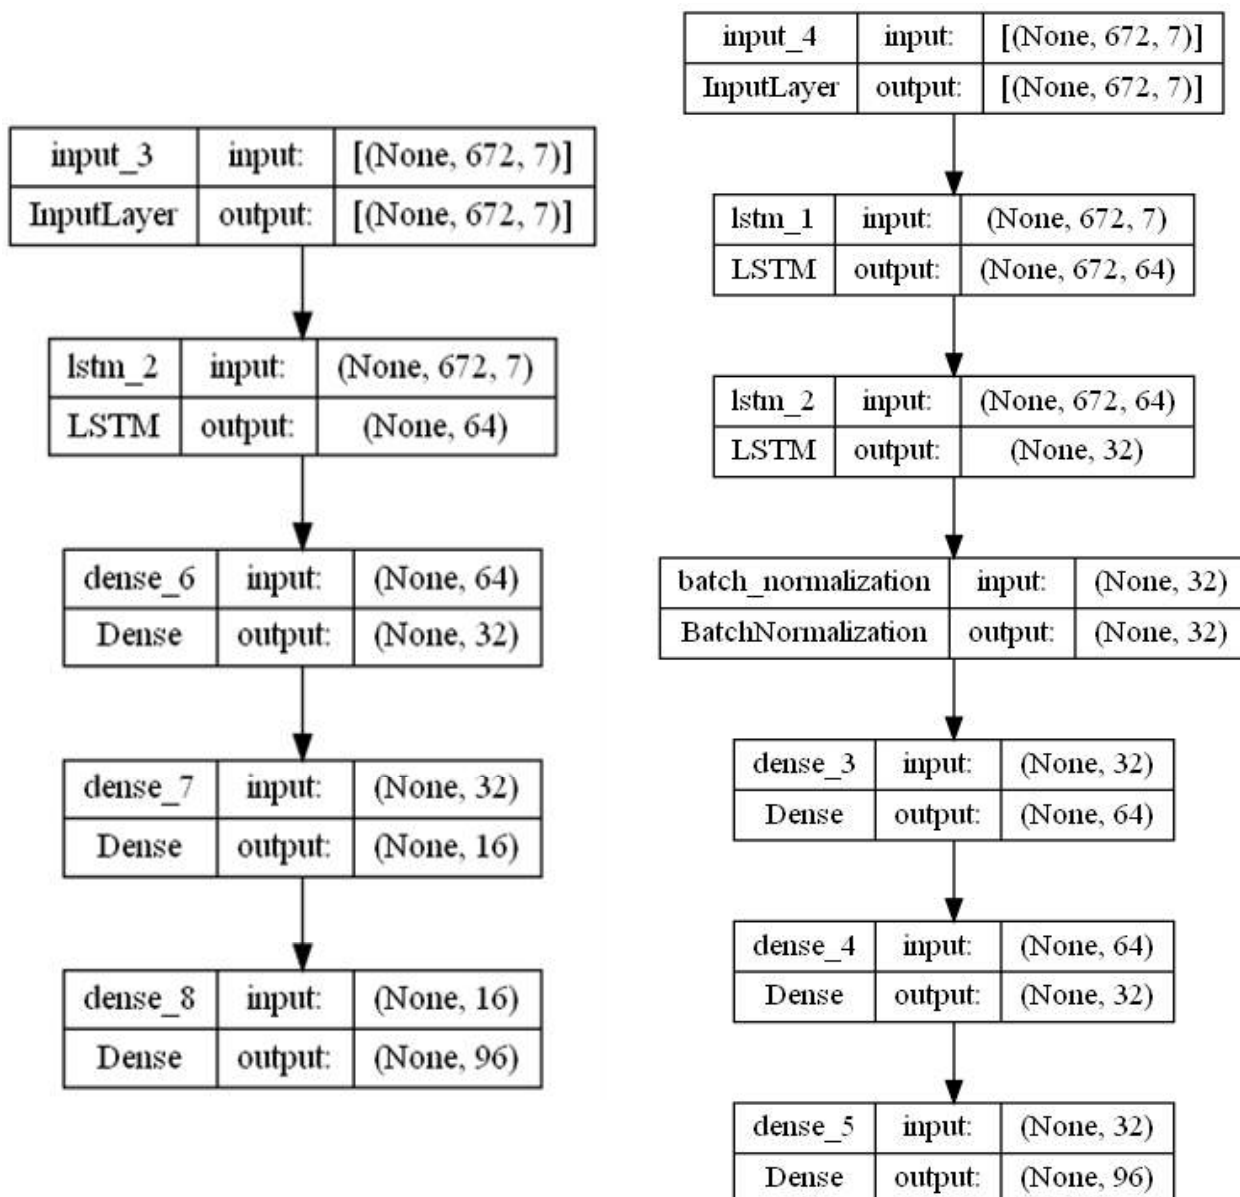 input_3 input: [(None, 672, 7)]
InputLayer output: [(None, 672, 7)]
lstm_2 input: (None, 672, 7)
LSTM output: (None, 64)
dense_6 input: (None, 64)
Dense output: (None, 32)
dense_7 input: (None, 32)
Dense output: (None, 16)
dense_8 input: (None, 16)
Dense output: (None, 96)
input_4 input: [(None, 672, 7)]
InputLayer output: [(None, 672, 7)]
lstm_1 input: (None, 672, 7)
LSTM output: (None, 672, 64)
lstm_2 input: (None, 672, 64)
LSTM output: (None, 32)
batch_normalization input: (None, 32)
BatchNormalization output: (None, 32)
dense_3 input: (None, 32)
Dense output: (None, 64)
dense_4 input: (None, 64)
Dense output: (None, 32)
dense_5 input: (None, 32)
Dense output: (None, 96)